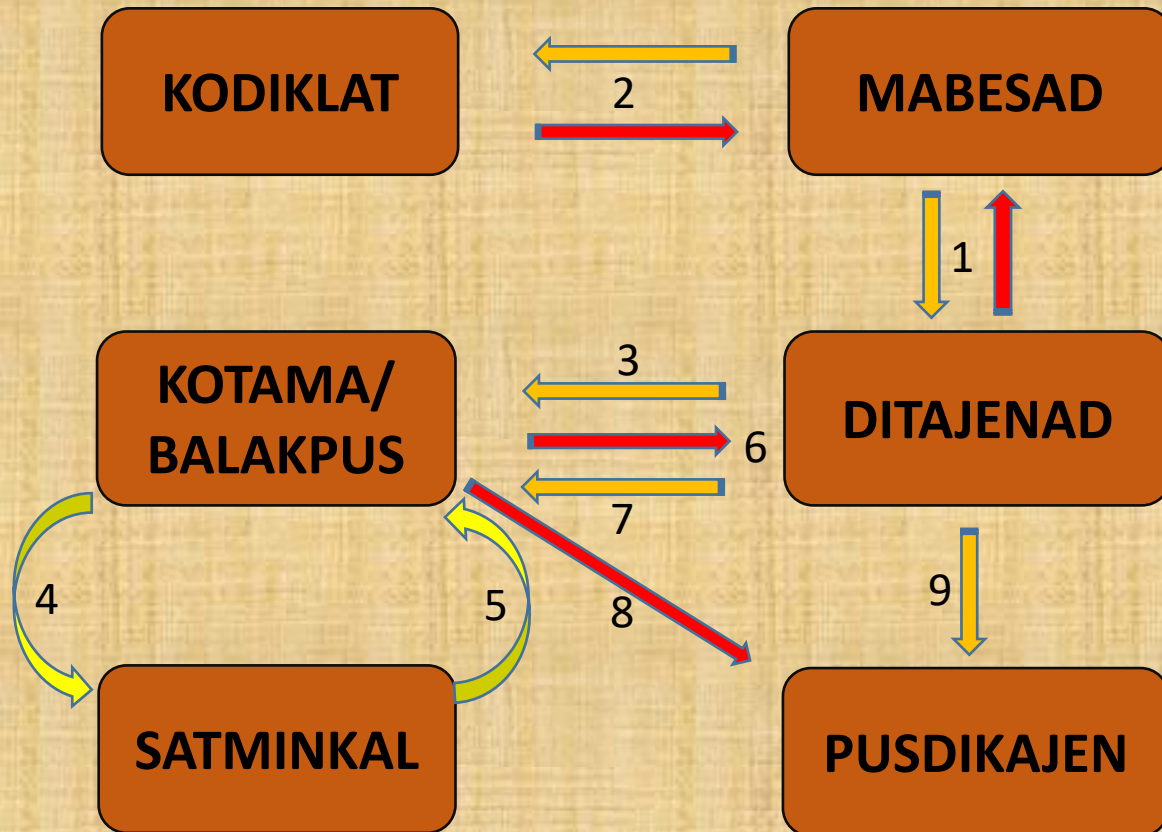 KODIKLAT
2
MABESAD
1
KOTAMA/
BALAKPUS
3
6
7
DITAJENAD
4
5
8
9
SATMINKAL
PUSDIKAJEN